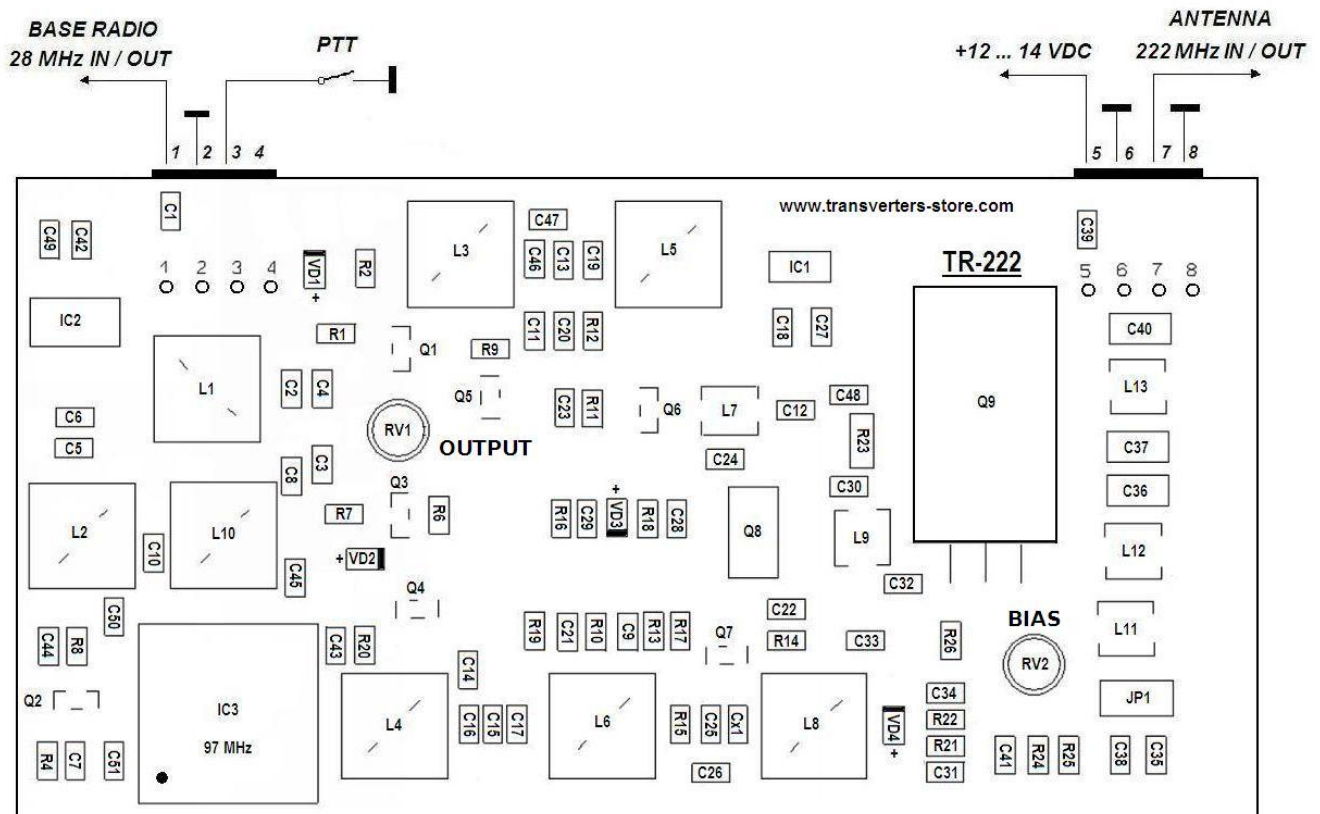 BASE RADIO
28 MHz IN / OUT
PTT
ANTENNA
+12 ... 14 VDC
222 MHz IN / OUT
1 2 3 4
5 6 7 8
www.transverters-store.com
TR-222
C1
C49 C42
C47
C39
1 2 3 4
VD1
+
R2
L3
C46 C13 C19
L5
IC1
5 6 7 8
IC2
R1
Q1
R9
C11 C20 R12
C18 C27
C40
L1
C2 C4
Q5
C23 R11
Q6
L7
C12
C48
Q9
L13
C6
C5
RV1
OUTPUT
R23
C37
C8 C3
C24
C30
C36
L2
C10
L10
R7
Q3
R6
R16 C29
+
VD3
R18 C28
Q8
L9
L12
+ VD2
C45
Q4
C32
C50
C44 R8
C43 R20
R19 C21 R10 C9 R13 R17
Q7
C22
R14
C33
R26
BIAS
RV2
L11
Q2
IC3
97 MHz
C14
L4
C16 C15 C17
L6
R15 C25 Cx1
L8
VD4
+
C34
R22
R21
C31
JP1
R4 C7 C51
C26
C41 R24 R25
C38 C35